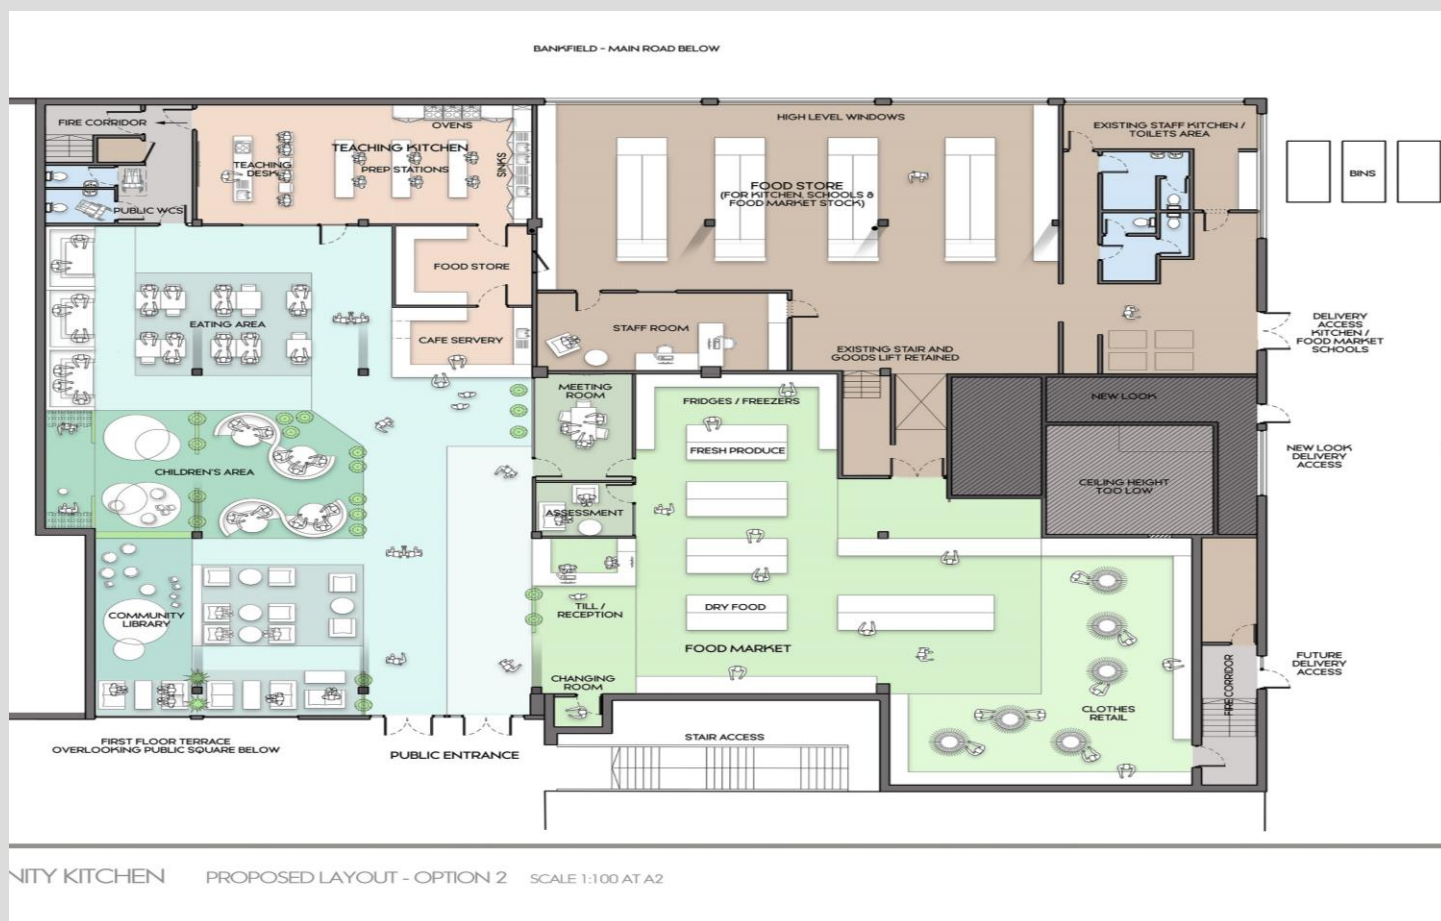 BANKFIELD - MAIN ROAD BELOW
FIRE CORRIDOR
OVENS
TEACHING KITCHEN
TEACHING
DESK
PREP STATIONS
SINKS
PUBLIC WCS
HIGH LEVEL WINDOWS
FOOD STORE
(FOR KITCHEN, SCHOOLS &
FOOD MARKET STOCK)
EXISTING STAFF KITCHEN /
TOILETS AREA
BINS
FOOD STORE
EATING AREA
CAFE SERVERY
STAFF ROOM
EXISTING STAIR AND
GOODS LIFT RETAINED
DELIVERY
ACCESS
KITCHEN /
FOOD MARKET
SCHOOLS
MEETING
ROOM
FRIDGES / FREEZERS
NEW LOOK
FRESH PRODUCE
NEW LOOK
DELIVERY
ACCESS
CHILDREN'S AREA
CEILING HEIGHT
TOO LOW
ASSESSMENT
COMMUNITY
LIBRARY
TILL /
RECEPTION
DRY FOOD
FOOD MARKET
FUTURE
DELIVERY
ACCESS
FIRE CORRIDOR
CHANGING
ROOM
CLOTHES
RETAIL
FIRST FLOOR TERRACE
OVERLOOKING PUBLIC SQUARE BELOW
PUBLIC ENTRANCE
STAIR ACCESS
NITY KITCHEN PROPOSED LAYOUT - OPTION 2 SCALE 1:100 AT A2